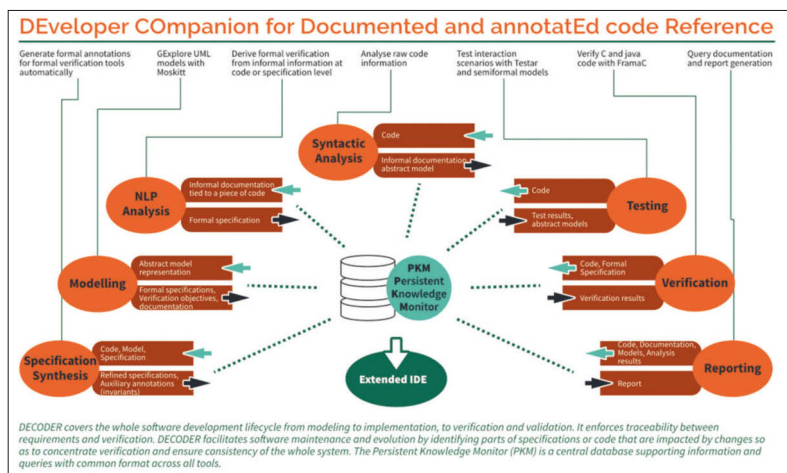 DEveloper COmpanion for Documented and annotatEd code Reference
Generate formal annotations
for formal verification tools
automatically
GExplore UML
models with
Moskitt
Derive formal verification
from informal information at
code or specification level
Analyse raw code
information
Test interaction
scenarios with Testar
and semiformal models
Verify C and java
code with FramaC
Query documentation
and report generation
Syntactic
Analysis
Code
Informal documentation,
abstract model
NLP
Analysis
Informal documentation
tied to a piece of code
Formal specification
Code
Test results,
abstract models
Testing
Modelling
Abstract model
representation
Formal specifications,
Verification objectives,
documentation
PKM
Persistent
Knowledge
Monitor
Code, Formal
Specification
Verification results
Verification
Specification
Synthesis
Code, Model,
Specification
Refined specifications,
Auxiliary annotations
(invariants)
Extended IDE
Code, Documentation,
Models, Analysis
results
Report
Reporting
DECODER covers the whole software development lifecycle from modeling to implementation, to verification and validation. It enforces traceability between
requirements and verification. DECODER facilitates software maintenance and evolution by identifying parts of specifications or code that are impacted by changes so
as to concentrate verification and ensure consistency of the whole system. The Persistent Knowledge Monitor (PKM) is a central database supporting information and
queries with common format across all tools.